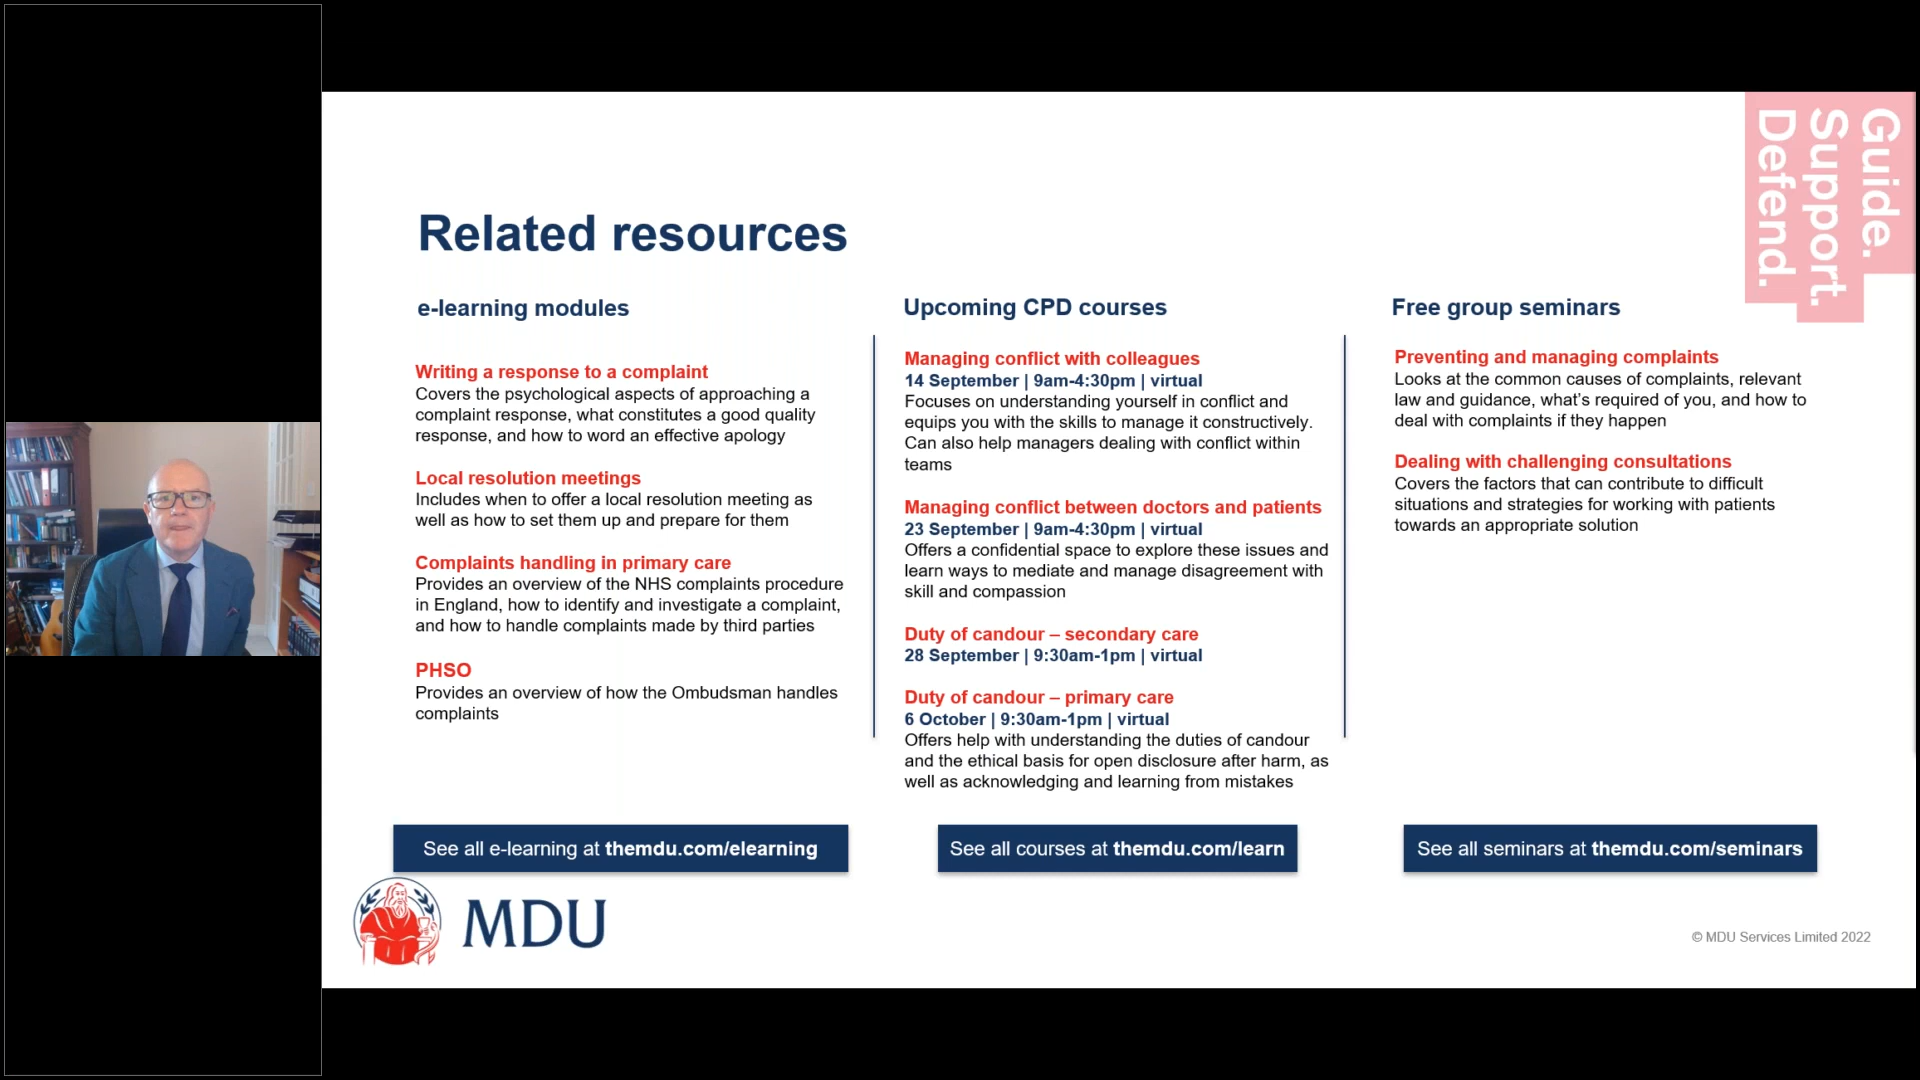 Guide.
Support.
Defend.
Related resources
e-learning modules
Writing a response to a complaint
Covers the psychological aspects of approaching a
complaint response, what constitutes a good quality
response, and how to word an effective apology
Local resolution meetings
Includes when to offer a local resolution meeting as
well as how to set them up and prepare for them
Complaints handling in primary care
Provides an overview of the NHS complaints procedure
in England, how to identify and investigate a complaint,
and how to handle complaints made by third parties
PHSO
Provides an overview of how the Ombudsman handles
complaints
See all e-learning at themdu.com/elearning
Upcoming CPD courses
Managing conflict with colleagues
14 September | 9am-4:30pm | virtual
Focuses on understanding yourself in conflict and
equips you with the skills to manage it constructively.
Can also help managers dealing with conflict within
teams
Managing conflict between doctors and patients
23 September | 9am-4:30pm | virtual
Offers a confidential space to explore these issues and
learn ways to mediate and manage disagreement with
skill and compassion
Duty of candour – secondary care
28 September | 9:30am-1pm | virtual
Duty of candour – primary care
6 October | 9:30am-1pm | virtual
Offers help with understanding the duties of candour
and the ethical basis for open disclosure after harm, as
well as acknowledging and learning from mistakes
See all courses at themdu.com/learn
Free group seminars
Preventing and managing complaints
Looks at the common causes of complaints, relevant
law and guidance, what's required of you, and how to
deal with complaints if they happen
Dealing with challenging consultations
Covers the factors that can contribute to difficult
situations and strategies for working with patients
towards an appropriate solution
See all seminars at themdu.com/seminars
MDU
© MDU Services Limited 2022